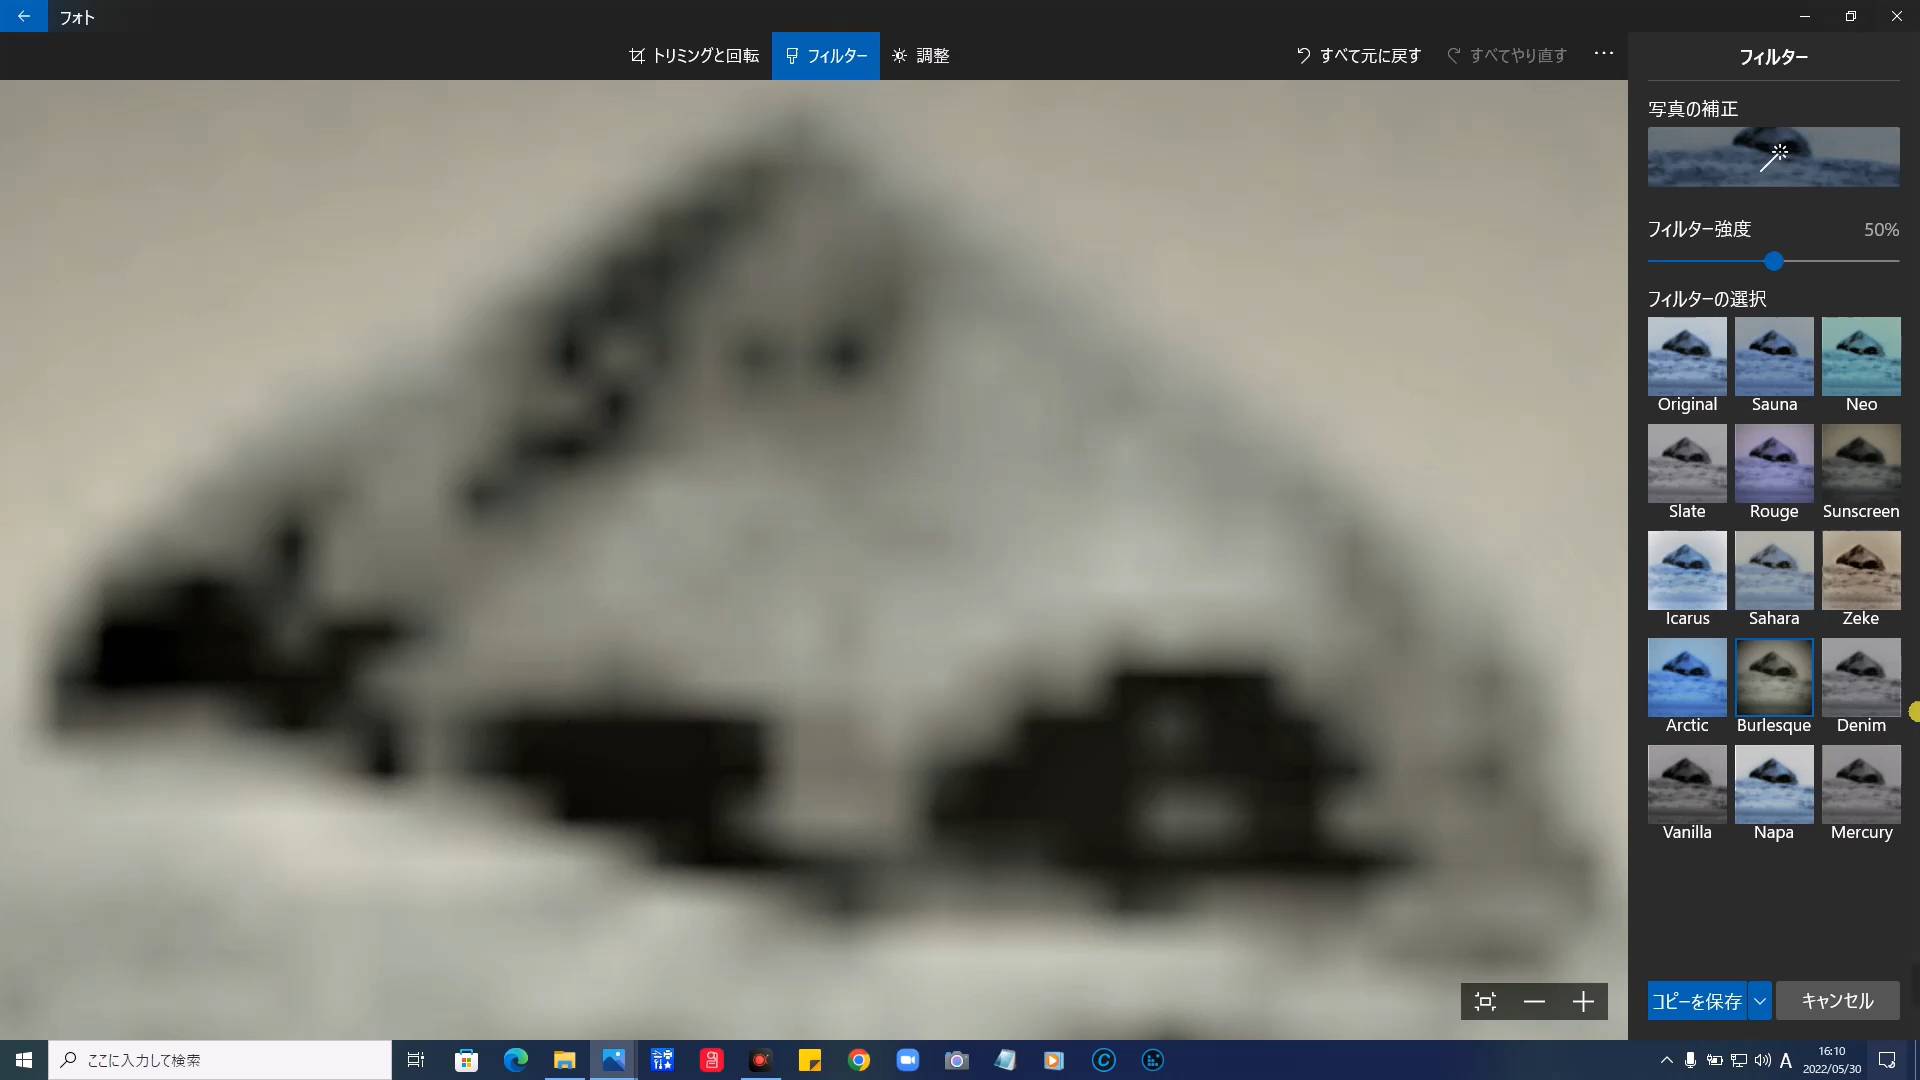 フォト
トリミングと回転
フィルター
調整
すべて元に戻す
すべてやり直す
フィルター
写真の補正
フィルター強度 50%
フィルターの選択
Original Sauna Neo
Slate Rouge Sunscreen
Icarus Sahara Zeke
Arctic Burlesque Denim
Vanilla Napa Mercury
コピーを保存 キャンセル
ここに入力して検索
A
16:10
2022/05/30